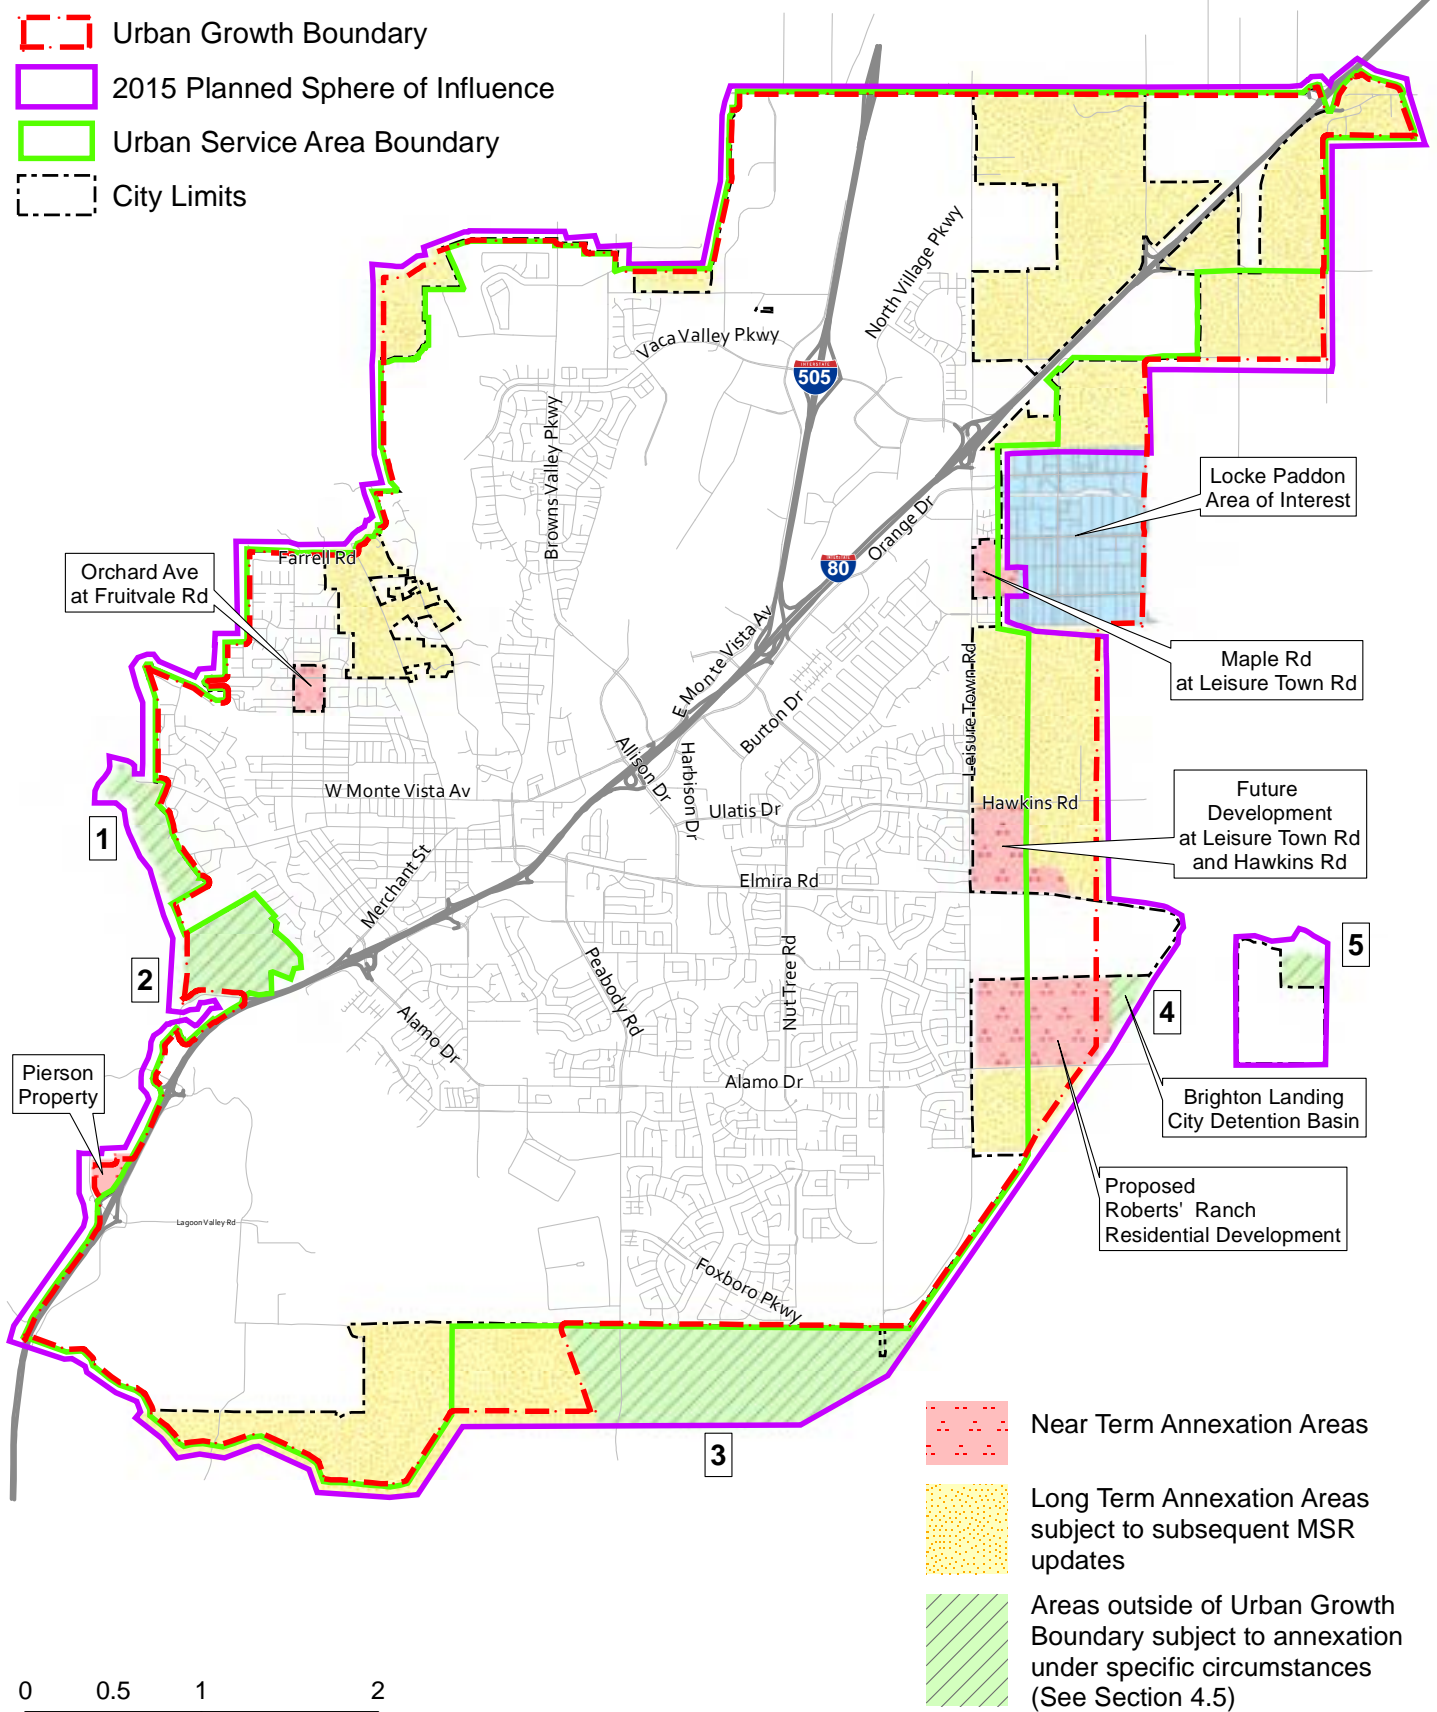 Urban Growth Boundary
2015 Planned Sphere of Influence
Urban Service Area Boundary
City Limits
North Village Pkwy
Vaca Valley Pkwy
INTERSTATE
505
Browns Valley Pkwy
Locke Paddon
Area of Interest
Orange Dr
INTERSTATE
80
Farrell Rd
Orchard Ave
at Fruitvale Rd
E Monte Vista Av
Maple Rd
at Leisure Town Rd
Leisure Town Rd
Burton Dr
Allison Dr
Harbison Dr
W Monte Vista Av
Ulatis Dr
Hawkins Rd
Future
Development
at Leisure Town Rd
and Hawkins Rd
1
Merchant St
Elmira Rd
2
Peabody Rd
Nut Tree Rd
5
4
Alamo Dr
Pierson
Property
Alamo Dr
Brighton Landing
City Detention Basin
Proposed
Roberts' Ranch
Residential Development
Lagoon Valley Rd
Foxboro Pkwy
3
Near Term Annexation Areas
Long Term Annexation Areas
subject to subsequent MSR
updates
Areas outside of Urban Growth
Boundary subject to annexation
under specific circumstances
(See Section 4.5)
0 0.5 1 2